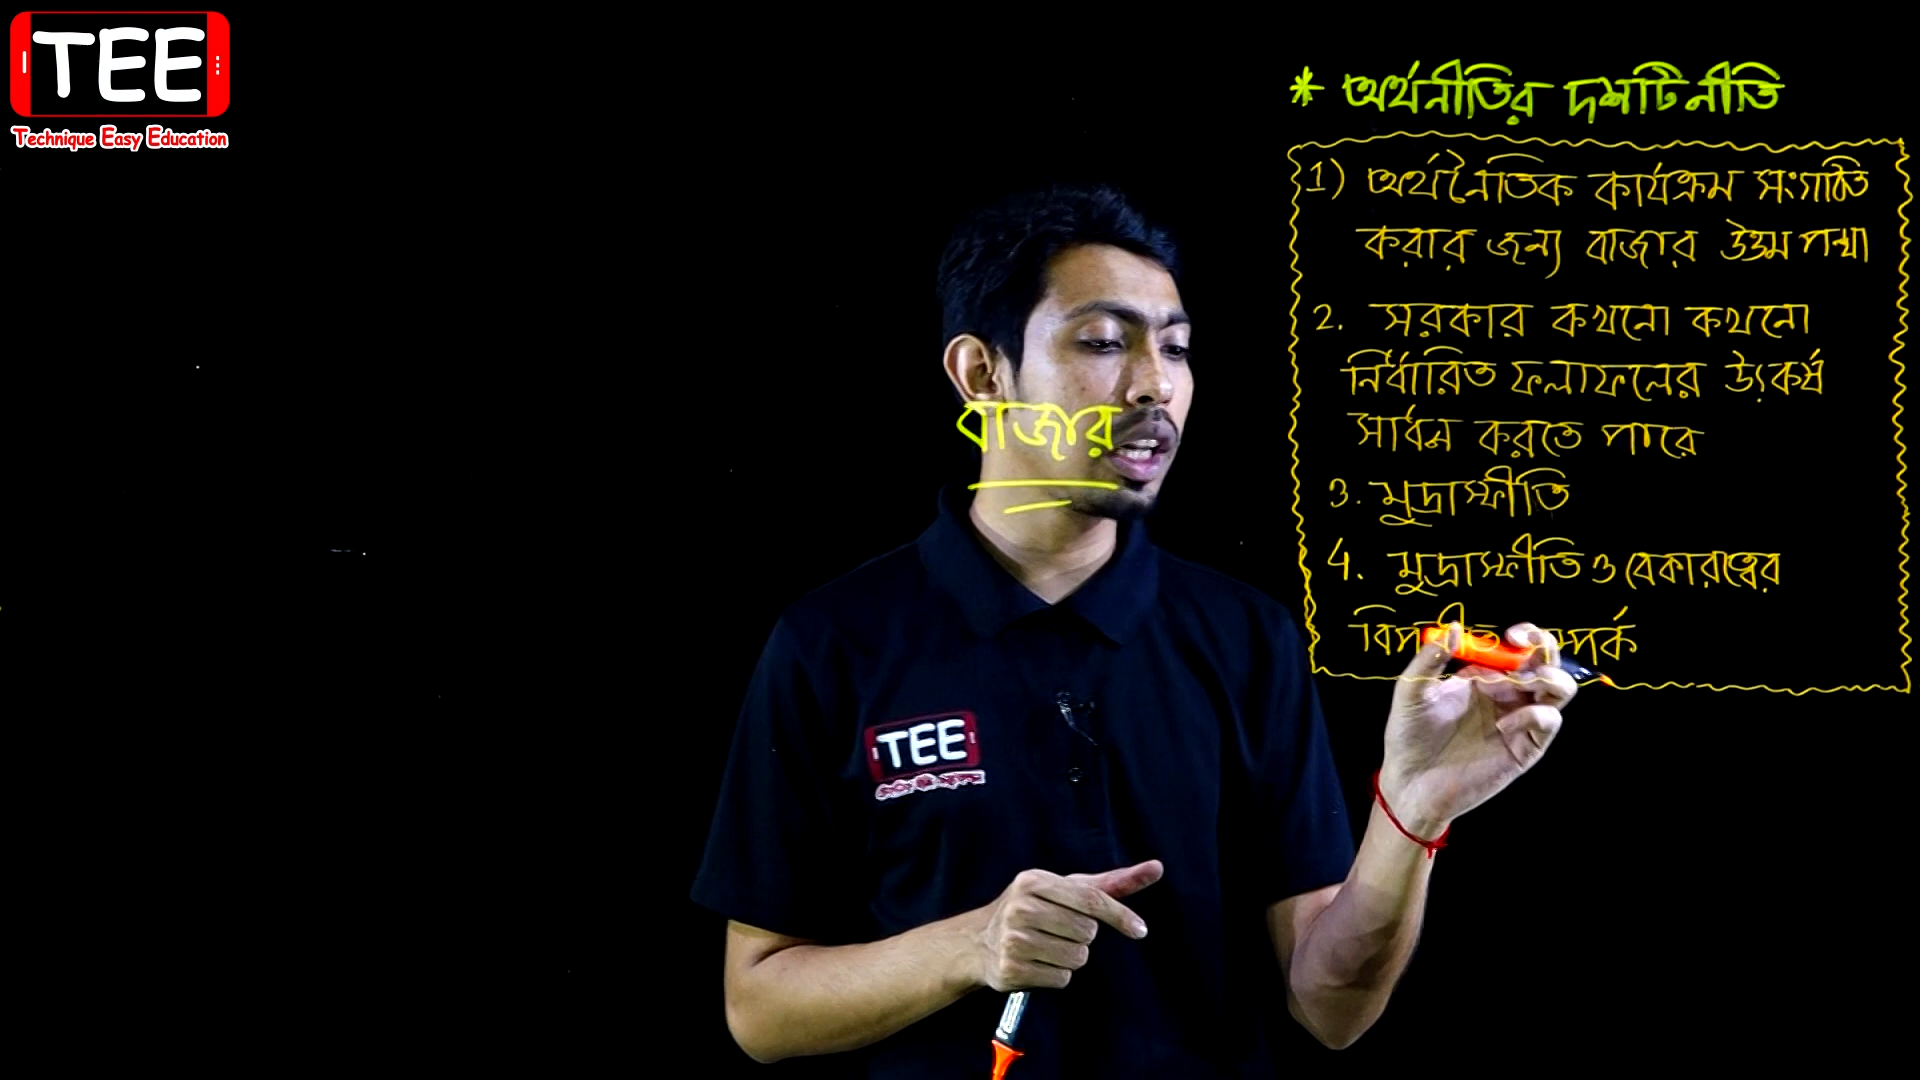 TEE
Technique Easy Education
* অর্থনীতির দশটি নীতি
1) অর্থনৈতিক কার্যক্রম সংগঠিত
করার জন্য বাজার উত্তম পন্থা
2. সরকার কখনো কখনো
নির্ধারিত ফলাফলের উৎকর্ষ
সাধন করতে পারে
3. মুদ্রাস্ফীতি
4. মুদ্রাস্ফীতি ও বেকারত্বের
বিপরীত সম্পর্ক
বাজার
TEE